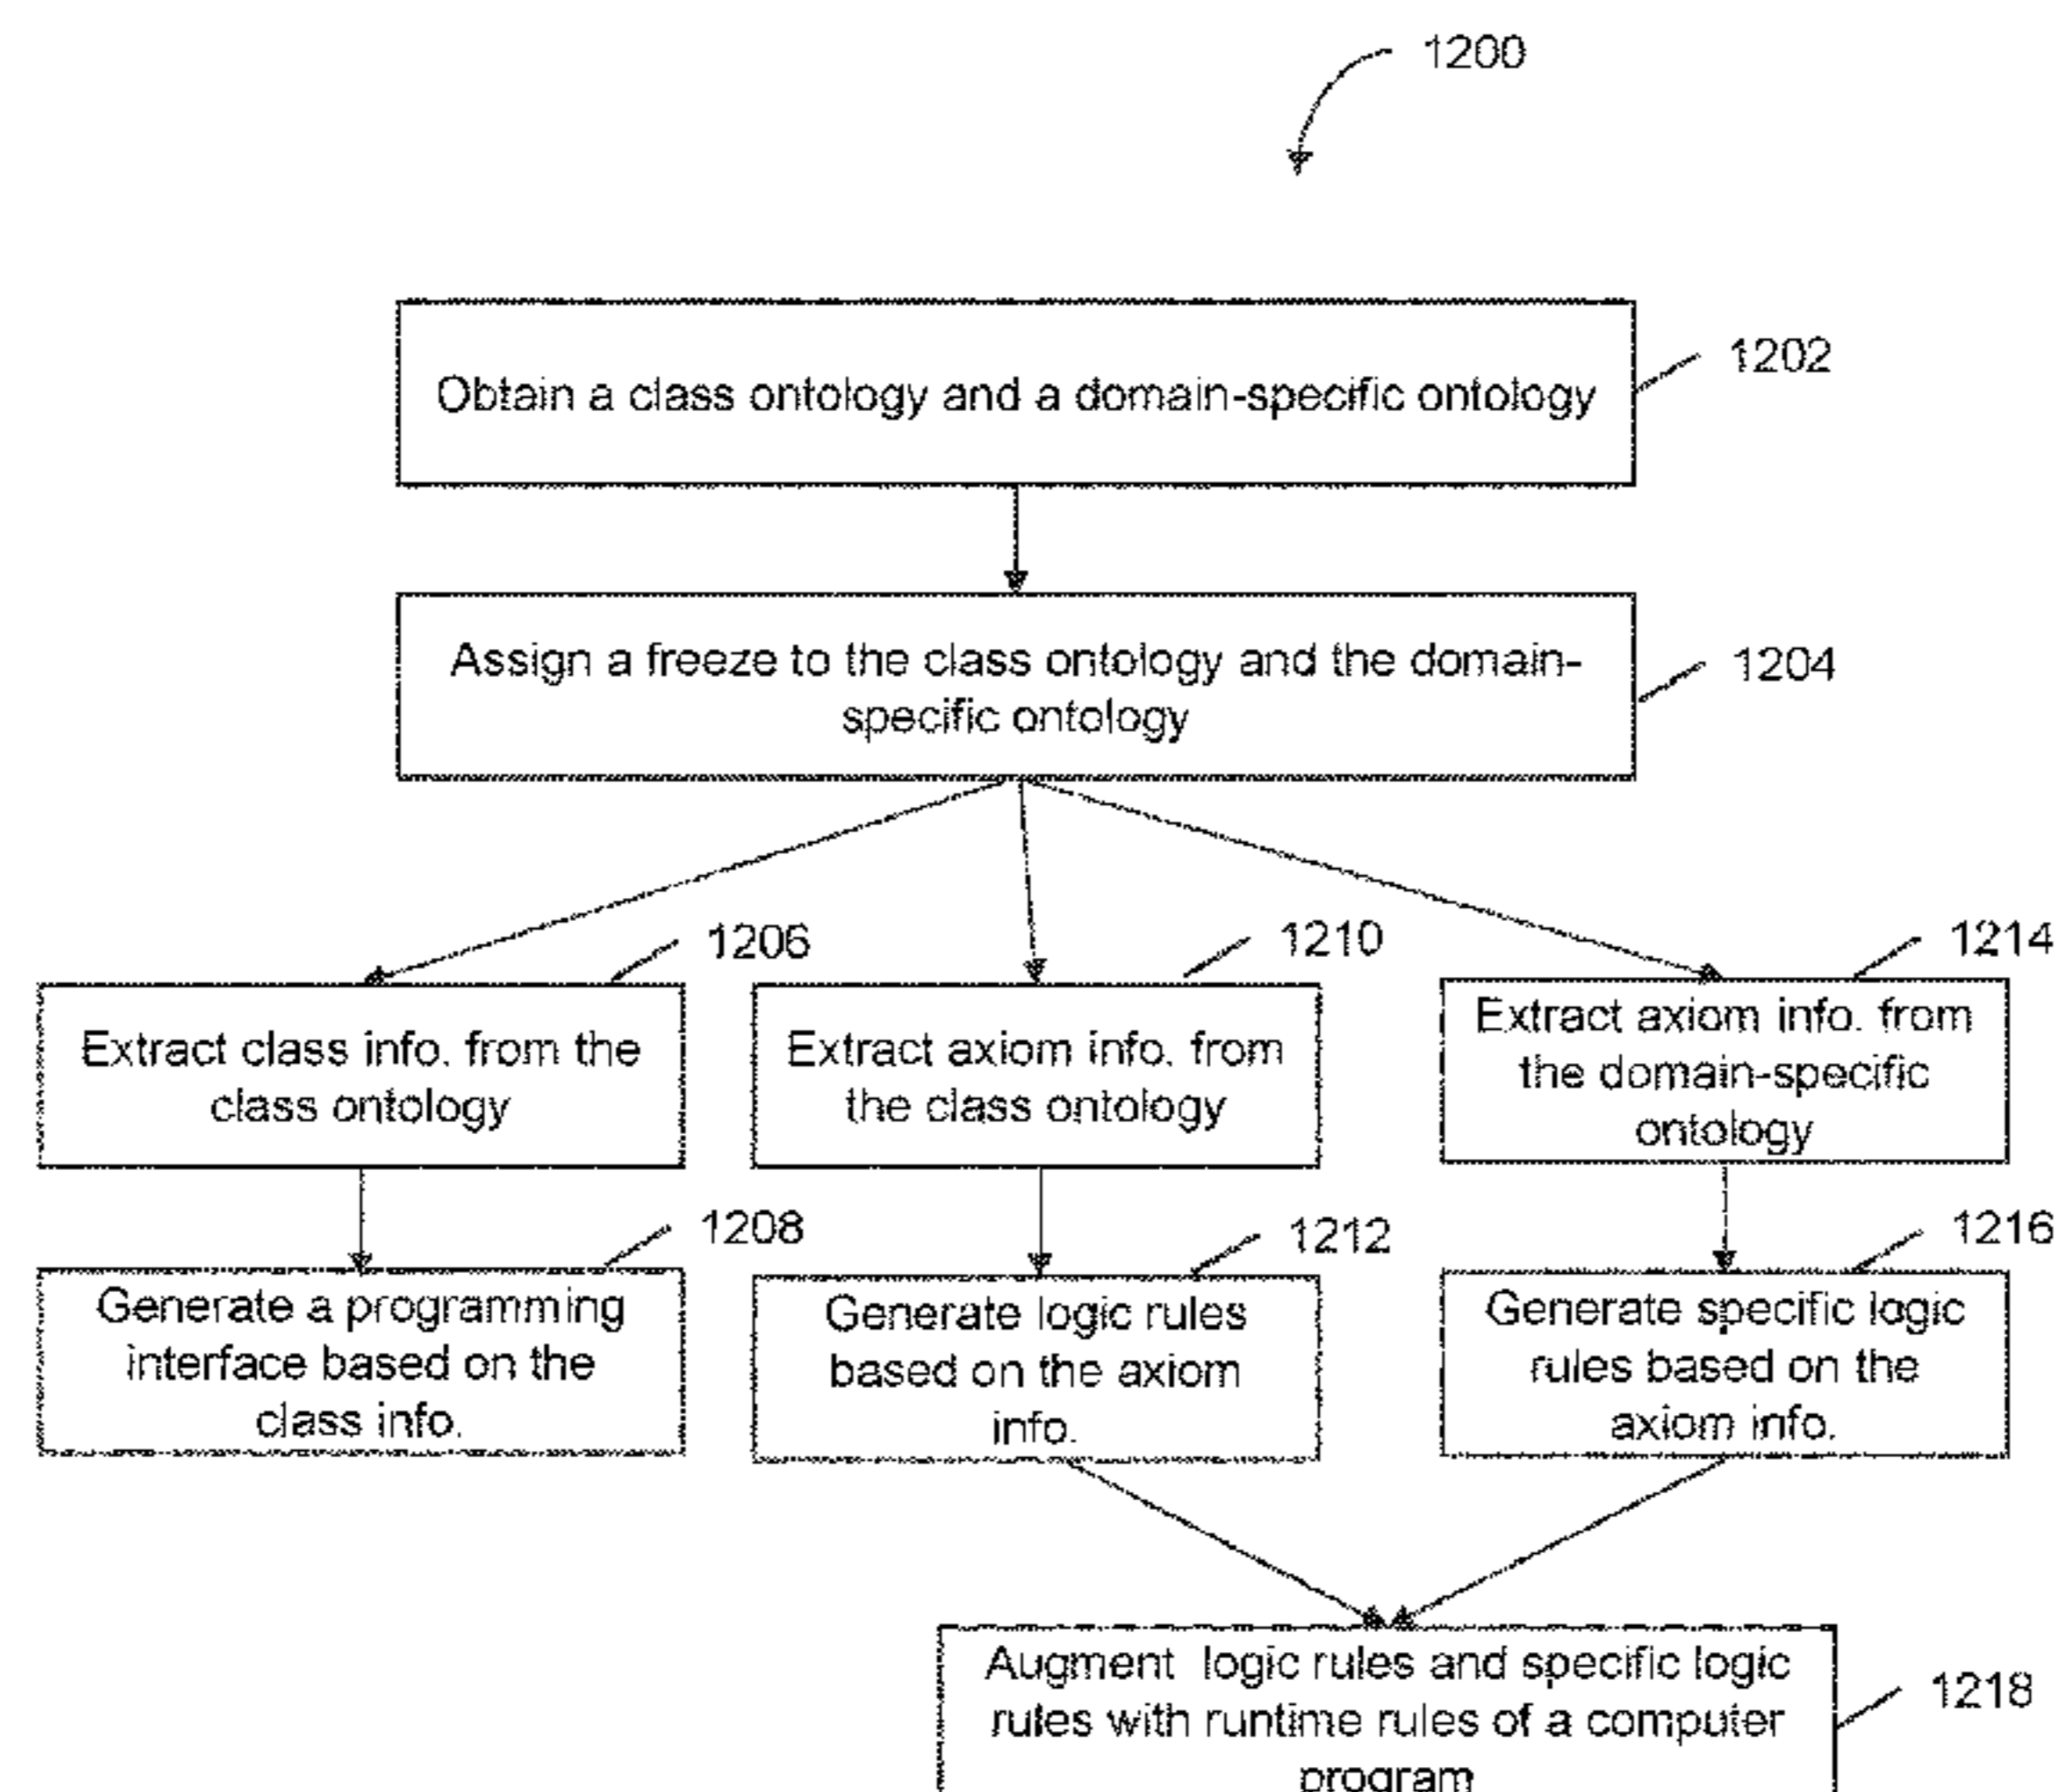 1200
Obtain a class ontology and a domain-specific ontology
1202
Assign a freeze to the class ontology and the domain-
specific ontology
1204
1206
Extract class info. from the
class ontology
1210
Extract axiom info. from
the class ontology
1214
Extract axiom info. from
the domain-specific
ontology
1208
Generate a programming
interface based on the
class info.
1212
Generate logic rules
based on the axiom
info.
1216
Generate specific logic
rules based on the
axiom info.
Augment logic rules and specific logic
rules with runtime rules of a computer
program
1218